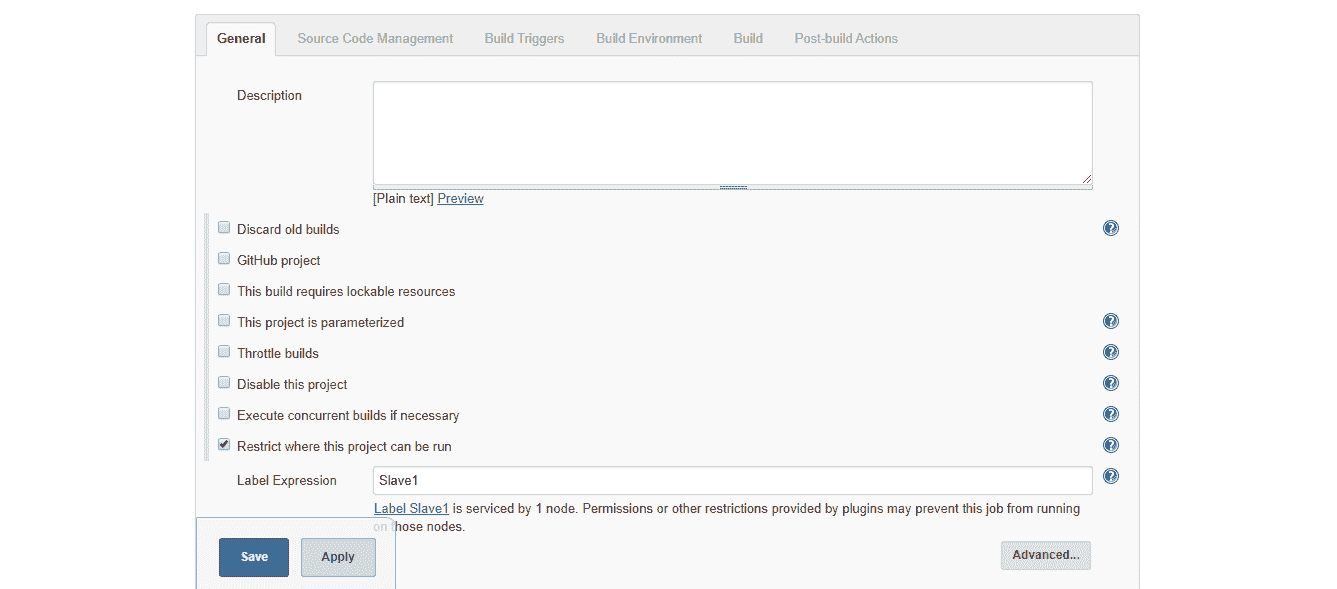 General Source Code Management Build Triggers Build Environment Build Post-build Actions
Description
[Plain text] Preview
Discard old builds
GitHub project
This build requires lockable resources
This project is parameterized
Throttle builds
Disable this project
Execute concurrent builds if necessary
Restrict where this project can be run
Label Expression Slave1
Label Slave1 is serviced by 1 node. Permissions or other restrictions provided by plugins may prevent this job from running
on those nodes.
Save Apply Advanced...